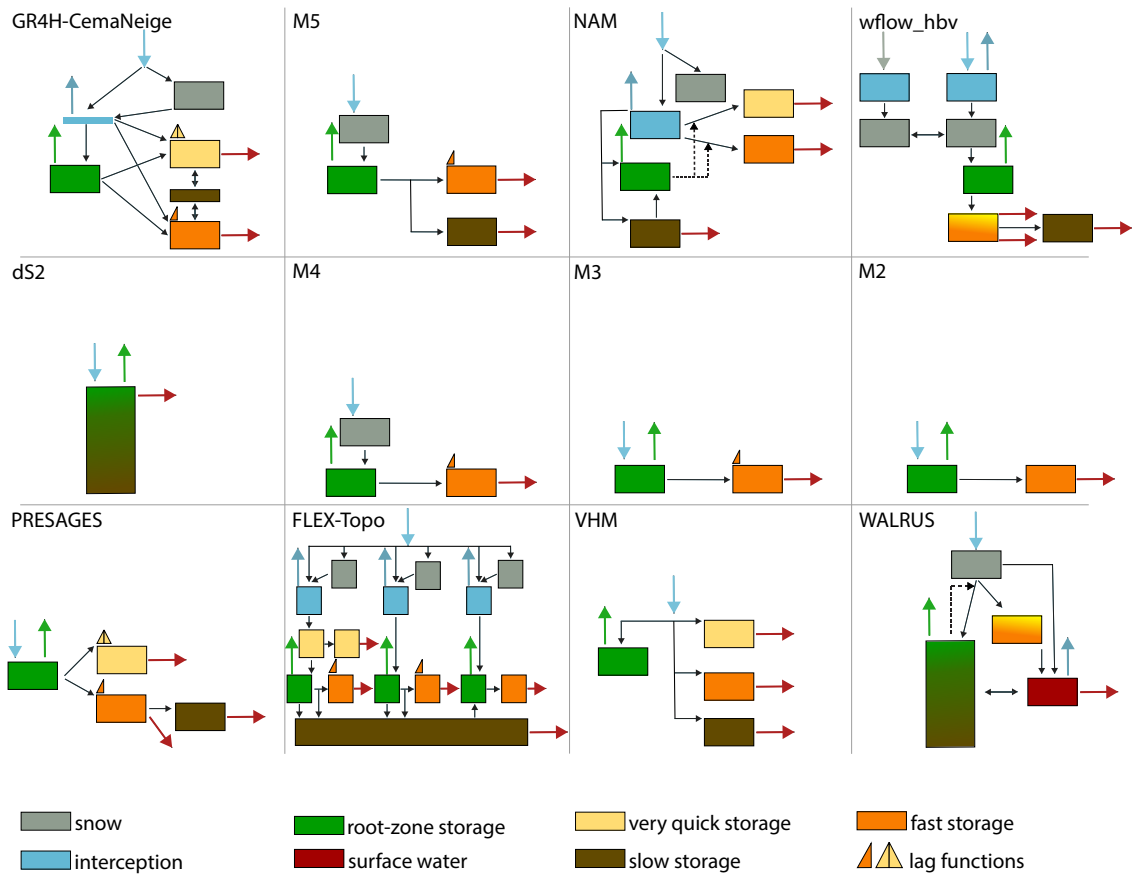 GR4H-CemaNeige
M5
NAM
wflow_hbv
dS2
M4
M3
M2
PRESAGES
FLEX-Topo
VHM
WALRUS
snow
root-zone storage
very quick storage
fast storage
interception
surface water
slow storage
lag functions